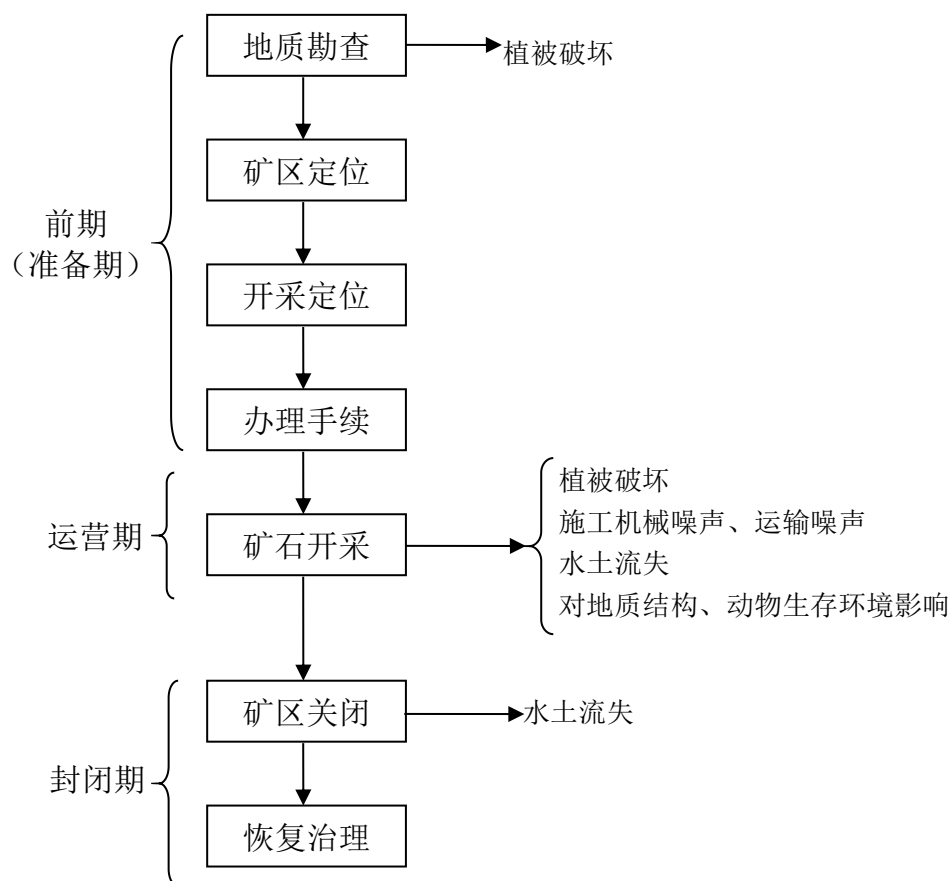 地质勘查
植被破坏
矿区定位
前期
（准备期）
开采定位
办理手续
运营期
矿石开采
植被破坏
施工机械噪声、运输噪声
水土流失
对地质结构、动物生存环境影响
封闭期
矿区关闭
水土流失
恢复治理